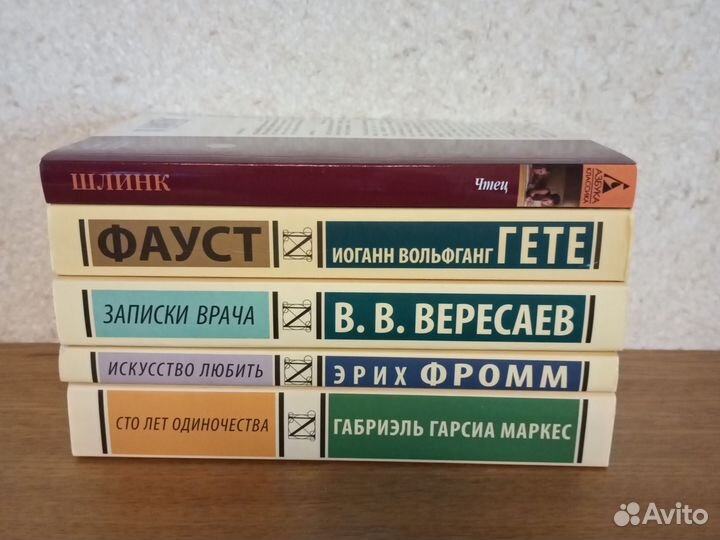 ШЛИНК
Чтец
АЗБУКА
КЛАССИКА
ФАУСТ
ИОГАНН ВОЛЬФГАНГ ГЕТЕ
ЗАПИСКИ ВРАЧА
В. В. ВЕРЕСАЕВ
ИСКУССТВО ЛЮБИТЬ
ЭРИХ ФРОММ
СТО ЛЕТ ОДИНОЧЕСТВА
ГАБРИЭЛЬ ГАРСИА МАРКЕС
Avito